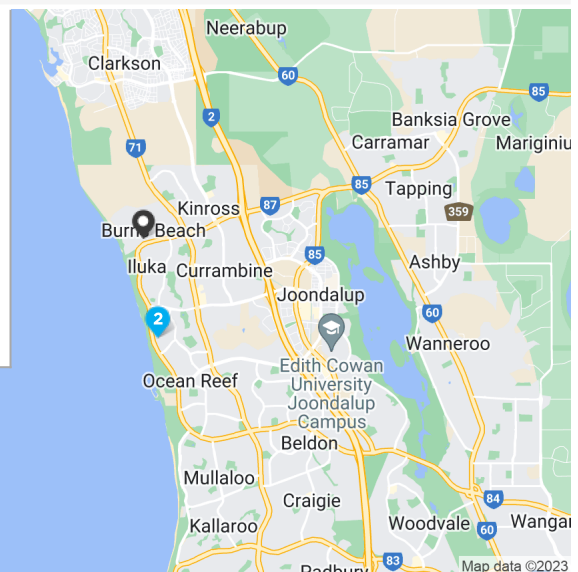 Neerabup
Clarkson
60
85
2
Banksia Grove
71
Carramar
Mariginiu
85
Tapping
87
Kinross
359
Burns Beach
85
Ashby
Iluka
Currambine
Joondalup
60
2
Wanneroo
Edith Cowan
University
Joondalup
Campus
Ocean Reef
Beldon
Mullaloo
Craigie
84
Kallaroo
Woodvale
Wangar
60
83
Padbury
Map data ©2023